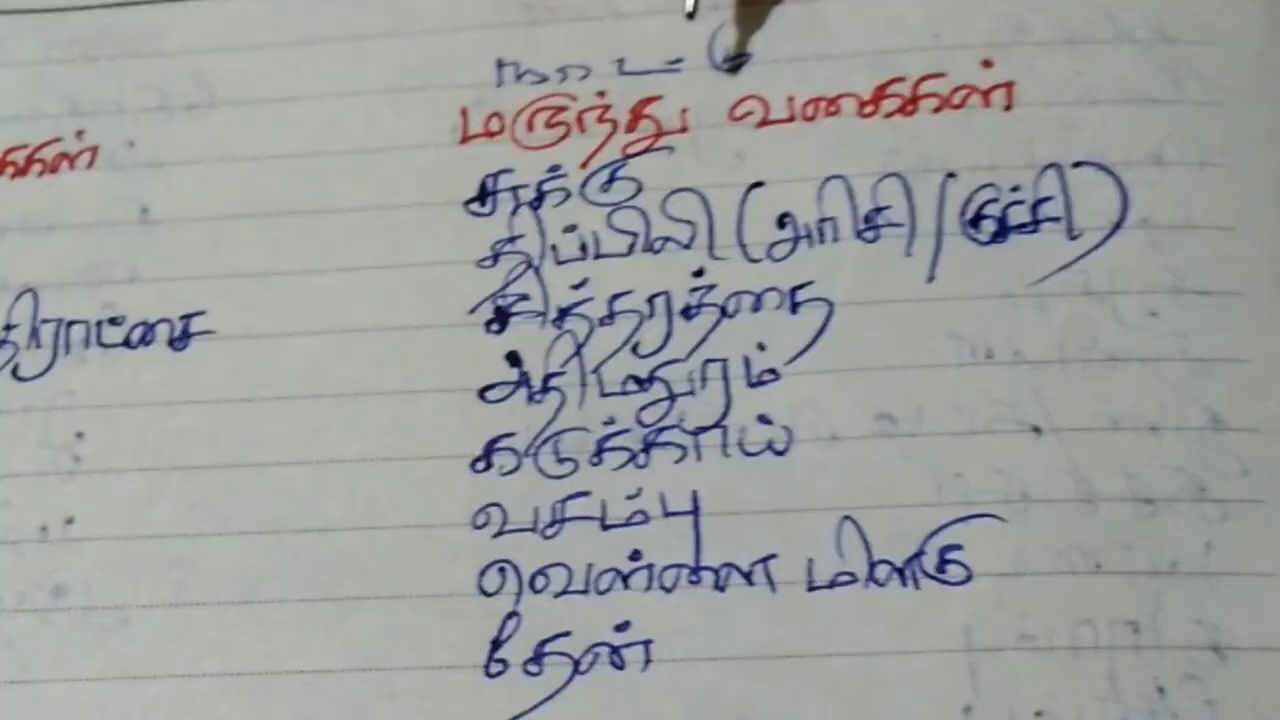 மருந்து வகைகள்
சுக்கு
திப்பிலி (அரிசி/குச்சி)
சித்தரத்தை
திராட்சை
அதிமதுரம்
கடுக்காய்
வசம்பு
வெள்ளை மிளகு
தேன்